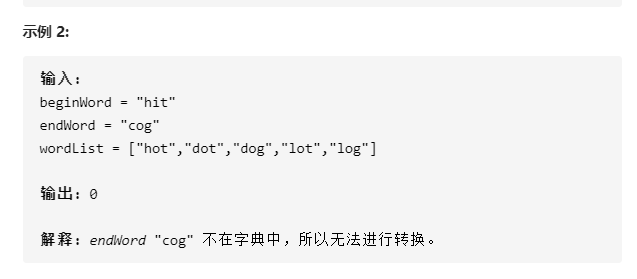 示例 2:
输入:
beginWord = "hit"
endWord = "cog"
wordList = ["hot","dot","dog","lot","log"]
输出: 0
解释: endWord "cog" 不在字典中，所以无法进行转换。